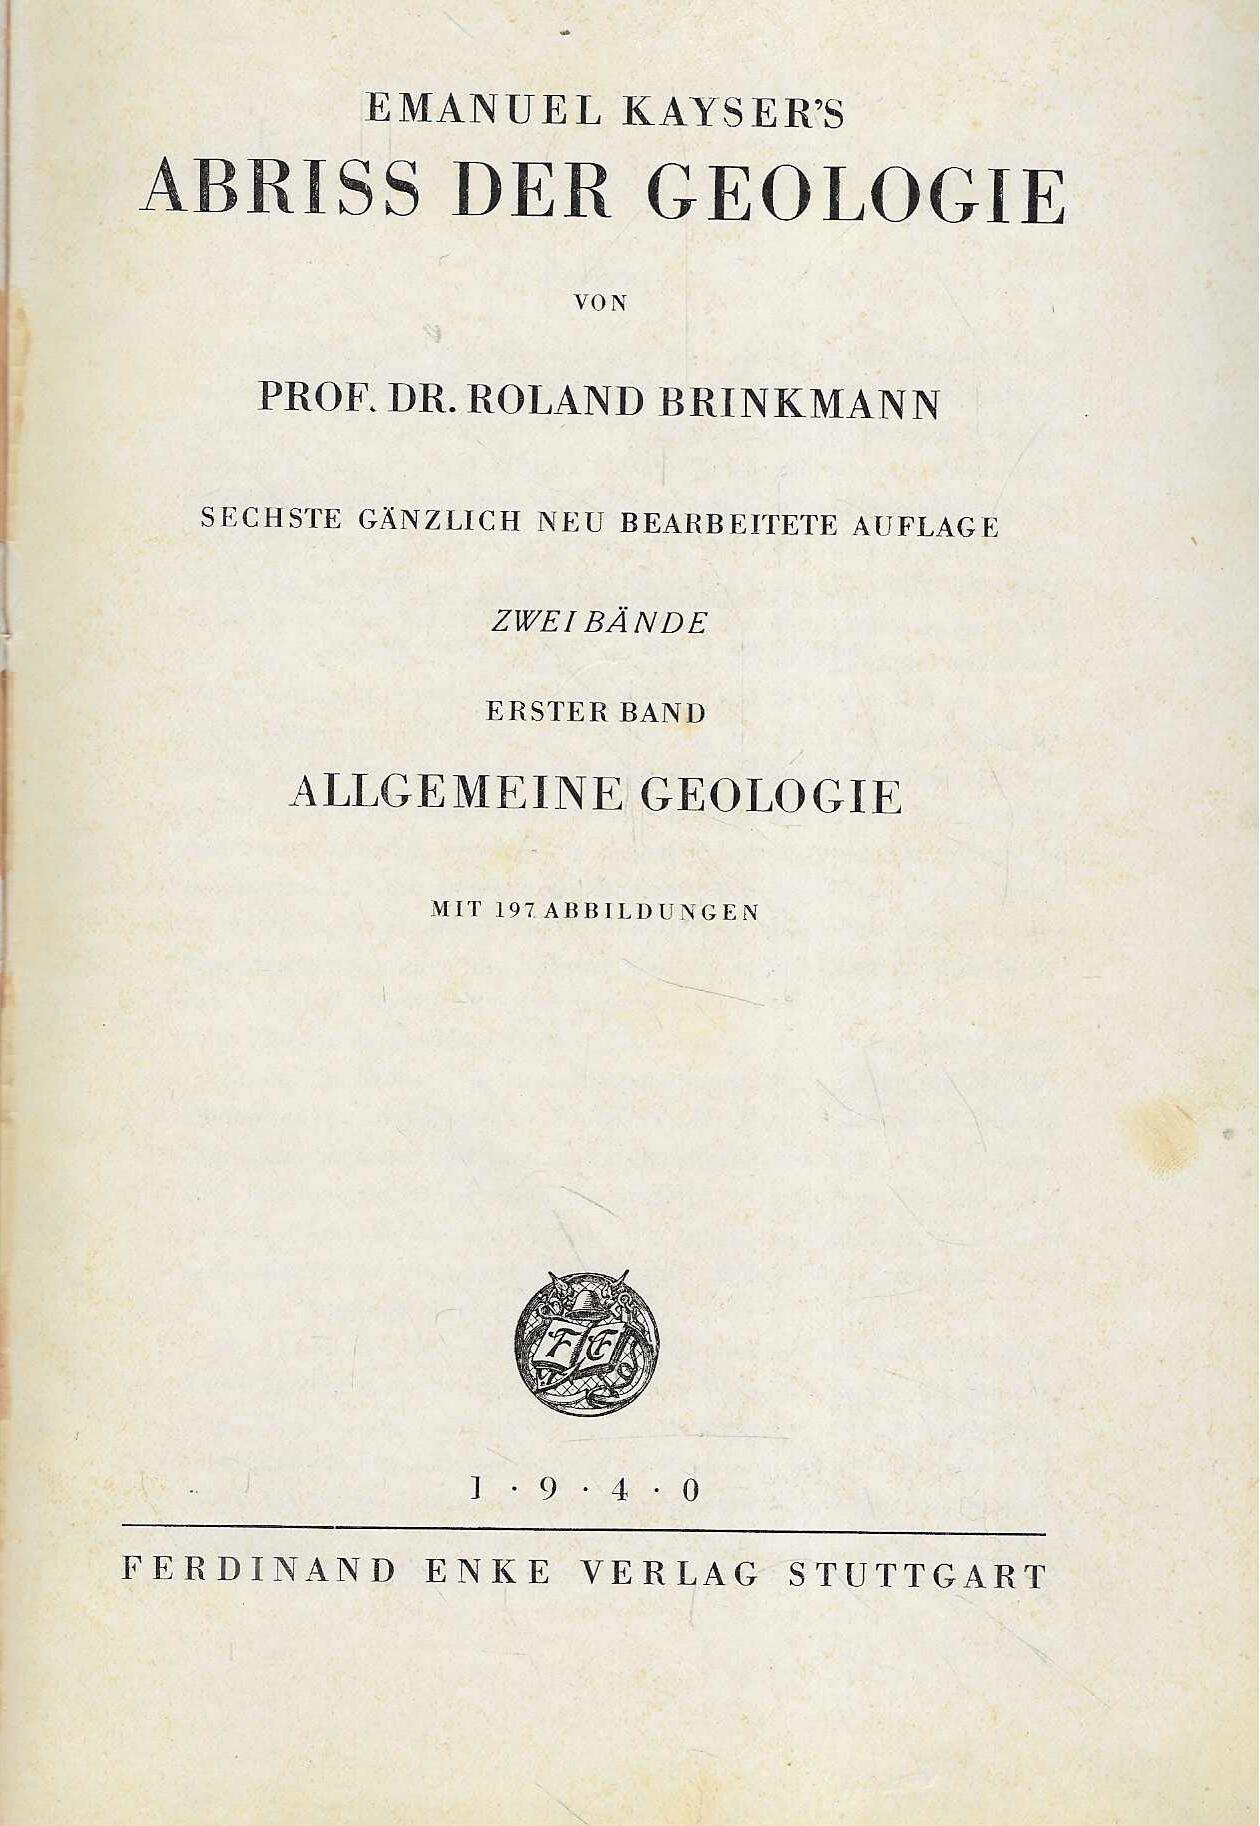 EMANUEL KAYSER'S
ABRISS DER GEOLOGIE
VON
PROF. DR. ROLAND BRINKMANN
SECHSTE GÄNZLICH NEU BEARBEITETE AUFLAGE
ZWEI BÄNDE
ERSTER BAND
ALLGEMEINE GEOLOGIE
MIT 197 ABBILDUNGEN
F E
1 · 9 · 4 · 0
FERDINAND ENKE VERLAG STUTTGART